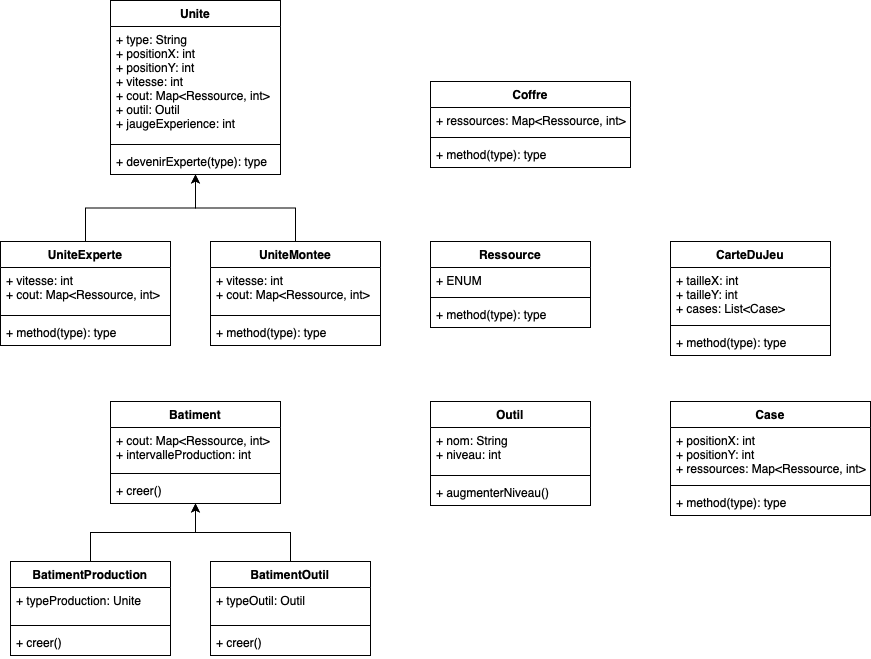 Unite
+ type: String
+ positionX: int
+ positionY: int
+ vitesse: int
+ cout: Map<Ressource, int>
+ outil: Outil
+ jaugeExperience: int
+ devenirExperte(type): type
Coffre
+ ressources: Map<Ressource, int>
+ method(type): type
UniteExperte
+ vitesse: int
+ cout: Map<Ressource, int>
+ method(type): type
UniteMontee
+ vitesse: int
+ cout: Map<Ressource, int>
+ method(type): type
Ressource
+ ENUM
+ method(type): type
CarteDuJeu
+ tailleX: int
+ tailleY: int
+ cases: List<Case>
+ method(type): type
Batiment
+ cout: Map<Ressource, int>
+ intervalleProduction: int
+ creer()
Outil
+ nom: String
+ niveau: int
+ augmenterNiveau()
Case
+ positionX: int
+ positionY: int
+ ressources: Map<Ressource, int>
+ method(type): type
BatimentProduction
+ typeProduction: Unite
+ creer()
BatimentOutil
+ typeOutil: Outil
+ creer()